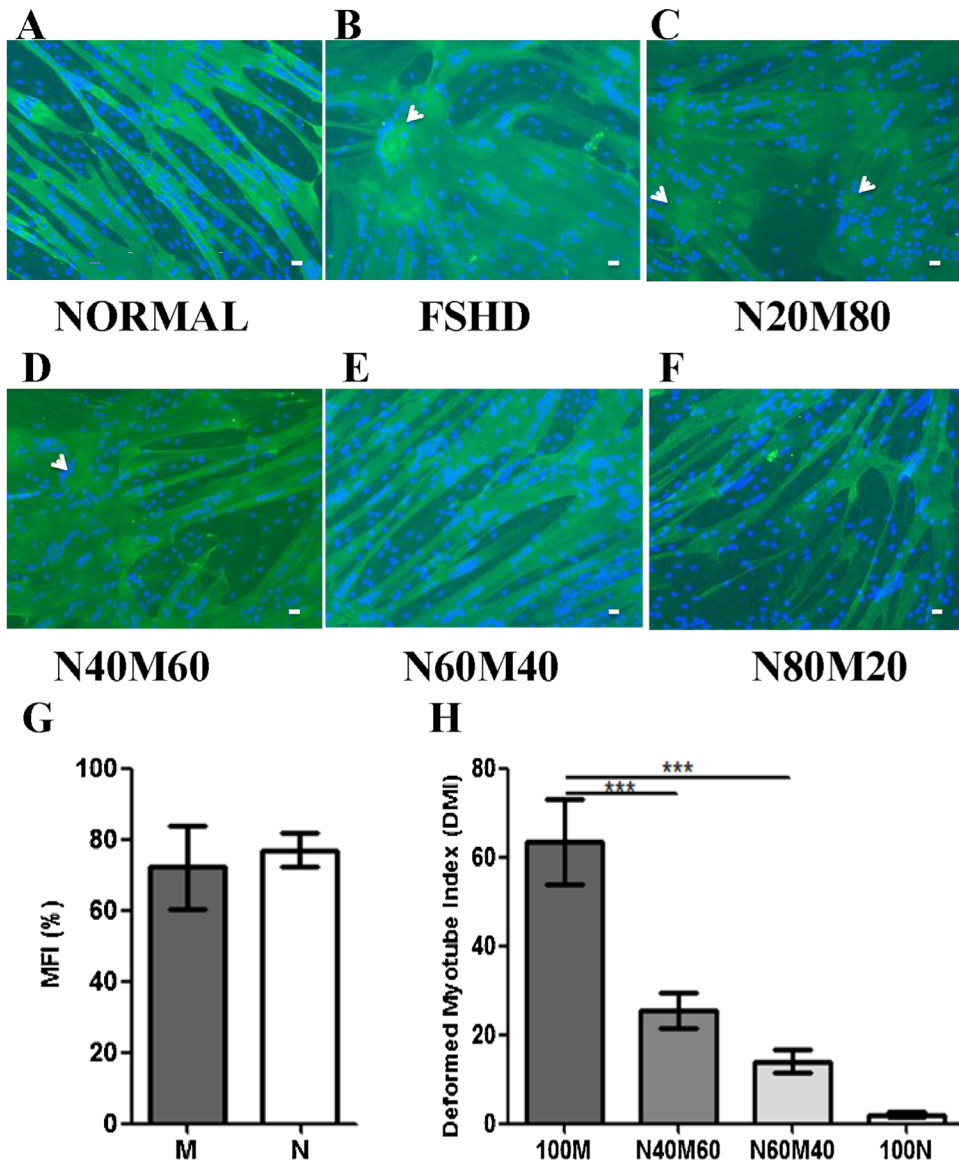 A B C
NORMAL FSHD N20M80
D E F
N40M60 N60M40 N80M20
G H
MFI (%)
100
80
60
40
20
0
M N
Deformed Myotube Index (DMI)
80
60
40
20
0
***
***
100M N40M60 N60M40 100N